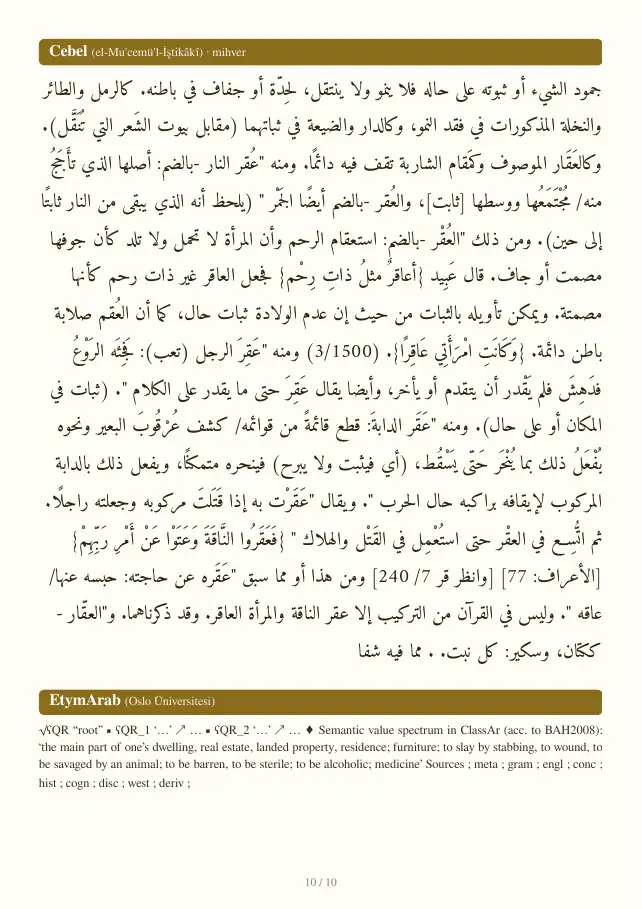 Cebel (el-Mu'cemü'l-İştikâkî) · mihver
جمود الشيء أو ثبوته على حاله فلا ينمو ولا ينتقل، لحِدّة أو جفاف في باطنه. كالرمل والطائر
والنخلة المذكورات في فقد النمو، وكالدار والضيعة في ثباتهما (مقابل بيوت الشَعر التي تُنَقَّل).
وكالعَقَار الموصوف وكمَقام الشاربة تقف فيه دائمًا. ومنه "عُقر النار -بالضم: أصلها الذي تأَجَجُ
منه/ مُجْتَمَعُها ووسطها [ثابت]، والعُقر -بالضم أيضًا الجَمْر " (يلحظ أنه الذي يبقى من النار ثابتًا
إلى حين). ومن ذلك "العُقْر -بالضم: استعقام الرحم وأن المرأة لا تحمل ولا تلد كأن جوفها
مصمت أو جاف. قال عَبِيد {أعاقرٌ مثلُ ذاتِ رِحْم} فجعل العاقر غير ذات رحم كأنها
مصمتة. ويمكن تأويله بالثبات من حيث إن عدم الولادة ثبات حال، كما أن العُقم صلابة
باطن دائمة. {وَكَانَتِ امْرَأَتِي عَاقِرًا}. (3/1500) ومنه "عَقِرَ الرجل (تعب): فَجِئَه الرَوْعُ
فدَهِشَ فلم يَقْدر أن يتقدم أو يأخر، وأيضا يقال عَقِرَ حتى ما يقدر على الكلام ". (ثبات في
المكان أو على حال). ومنه "عَقَر الدابةَ: قطع قائمةً من قوائمه/ كشف عُرْقُوبَ البعير ونحوه
يُفْعَلُ ذلك بما يُنْحَر حَتّى يَسْقُط، (أي فيثبت ولا يبرح) فينحره متمكنًا، ويفعل ذلك بالدابة
المركوب لإيقافه براكبه حال الحرب ". ويقال "عَقَرْت به إذا قَتَلتَ مركوبه وجعلته راجلًا.
ثم اتُّسِع في العقْر حتى استُعْمِل في القَتْل والهلاك " {فَعَقَرُوا النَّاقَةَ وَعَتَوْا عَنْ أَمْرِ رَبِّهِمْ}
[الأعراف: 77] [وانظر قر 7/ 240] ومن هذا أو مما سبق "عَقَره عن حاجته: حبسه عنها/
عاقه ". وليس في القرآن من التركيب إلا عقر الناقة والمرأة العاقر. وقد ذكرناهما. و"العقّار -
ككتان، وسكير: كل نبت. . مما فيه شفا
EtymArab (Oslo Üniversitesi)
√ʕQR “root” ▪ ʕQR_1 ‘…’ ↗ … ▪ ʕQR_2 ‘…’ ↗ … ♦ Semantic value spectrum in ClassAr (acc. to BAH2008):
‘the main part of one’s dwelling, real estate, landed property, residence; furniture; to slay by stabbing, to wound, to
be savaged by an animal; to be barren, to be sterile; to be alcoholic; medicine’ Sources ; meta ; gram ; engl ; conc ;
hist ; cogn ; disc ; west ; deriv ;
10 / 10